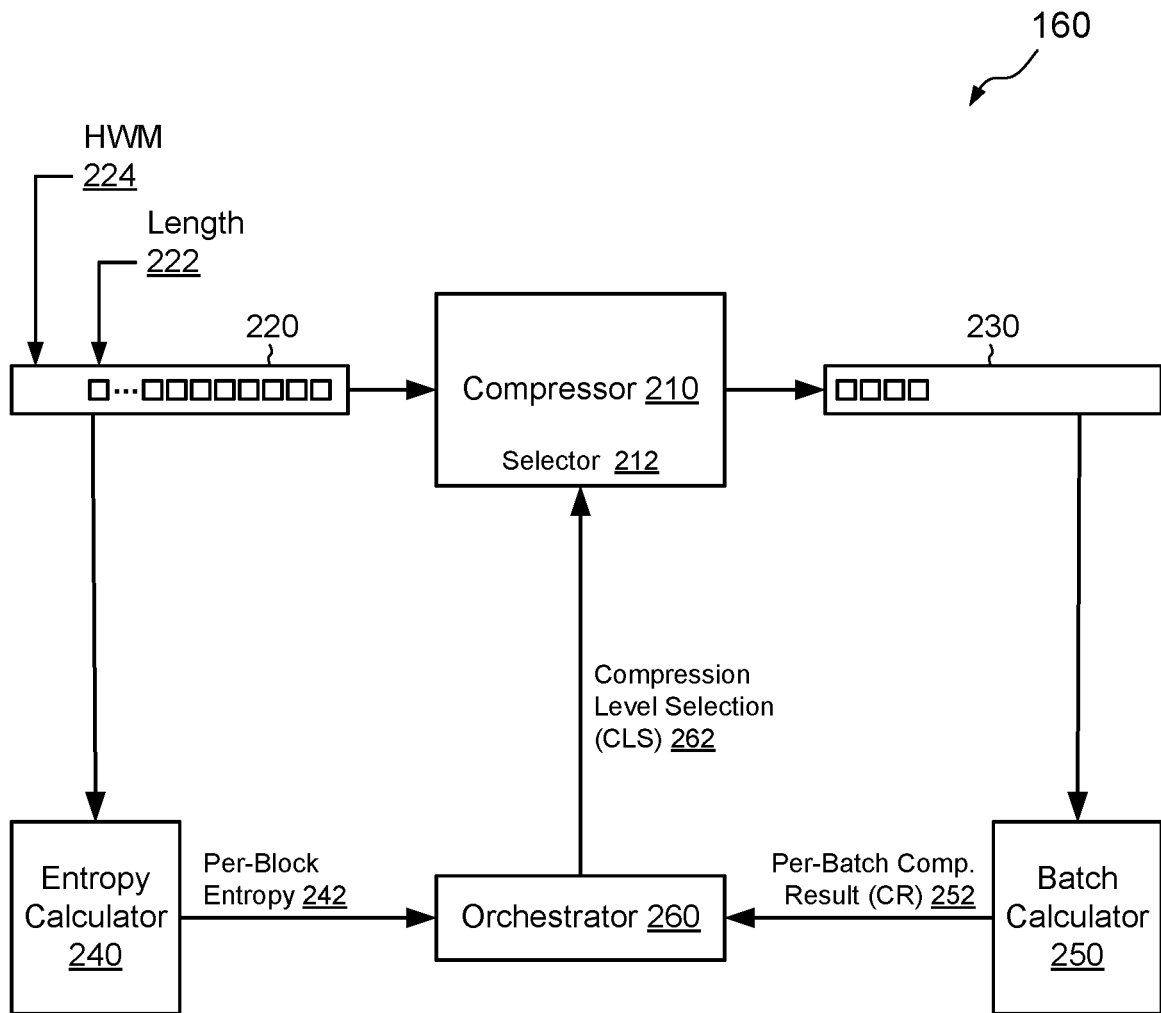 160
HWM
224
Length
222
220
230
Compressor 210
Selector 212
Compression
Level Selection
(CLS) 262
Entropy
Calculator
240
Per-Block
Entropy 242
Orchestrator 260
Per-Batch Comp.
Result (CR) 252
Batch
Calculator
250